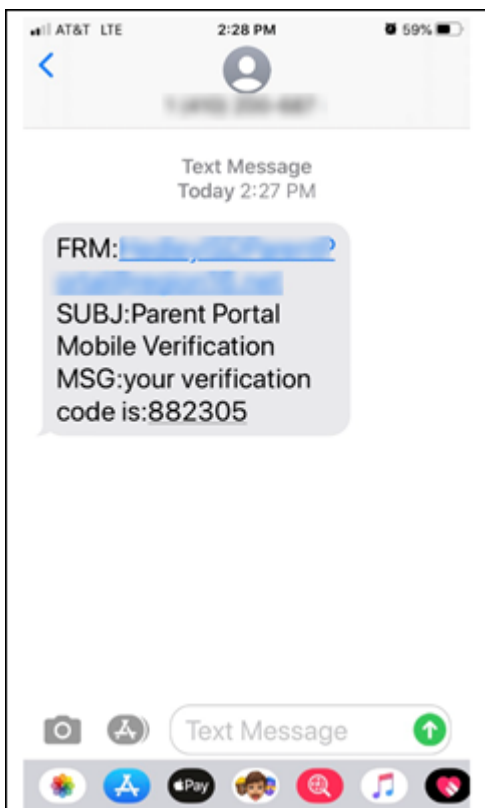 AT&T LTE 2:28 PM 59%
Text Message
Today 2:27 PM
FRM:
SUBJ:Parent Portal
Mobile Verification
MSG:your verification
code is:882305
Text Message
Pay